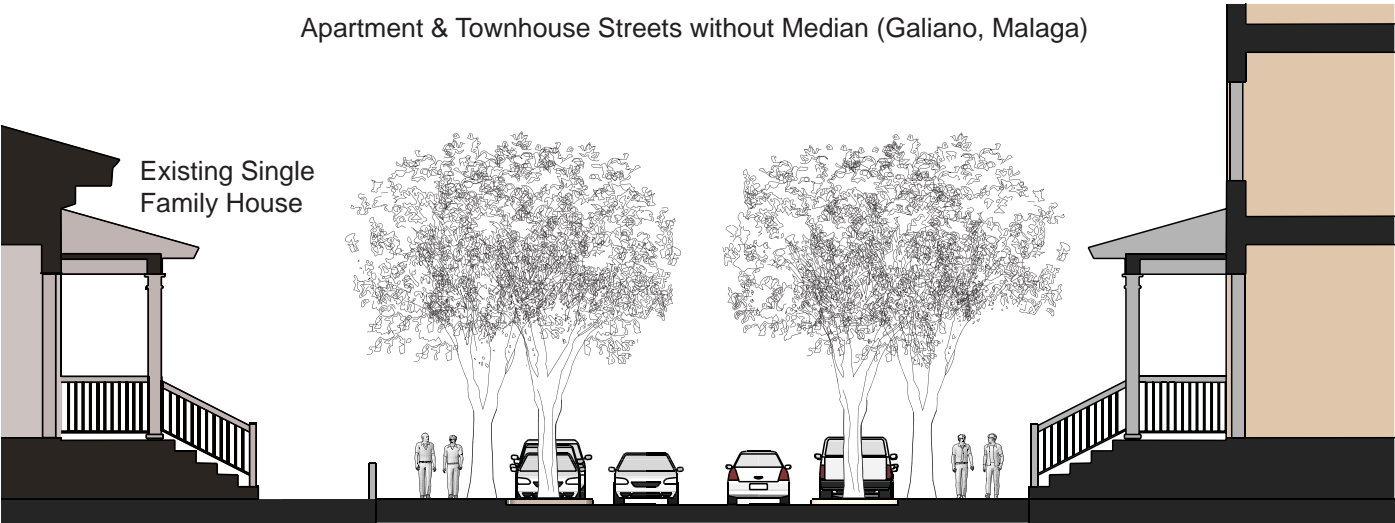 Apartment & Townhouse Streets without Median (Galiano, Malaga)
Existing Single
Family House